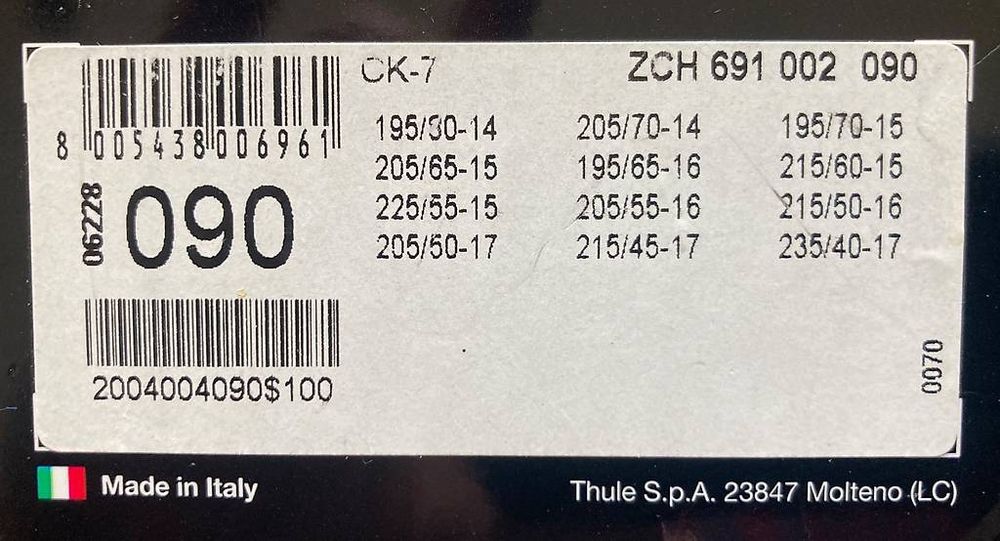 CK-7 ZCH 691 002 090
8 005438 006961
195/80-14 205/70-14 195/70-15
205/65-15 195/65-16 215/60-15
225/55-15 205/55-16 215/50-16
205/50-17 215/45-17 235/40-17
06228
090
2004004090$100
0070
Made in Italy
Thule S.p.A. 23847 Molteno (LC)